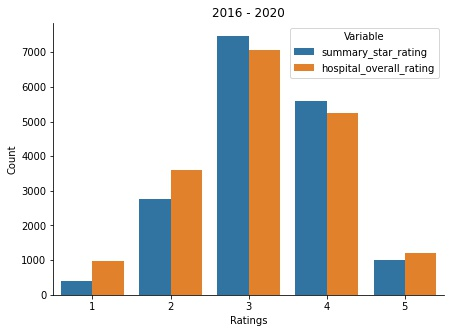 2016 - 2020
Variable
summary_star_rating
hospital_overall_rating
Count
7000
6000
5000
4000
3000
2000
1000
0
1 2 3 4 5
Ratings